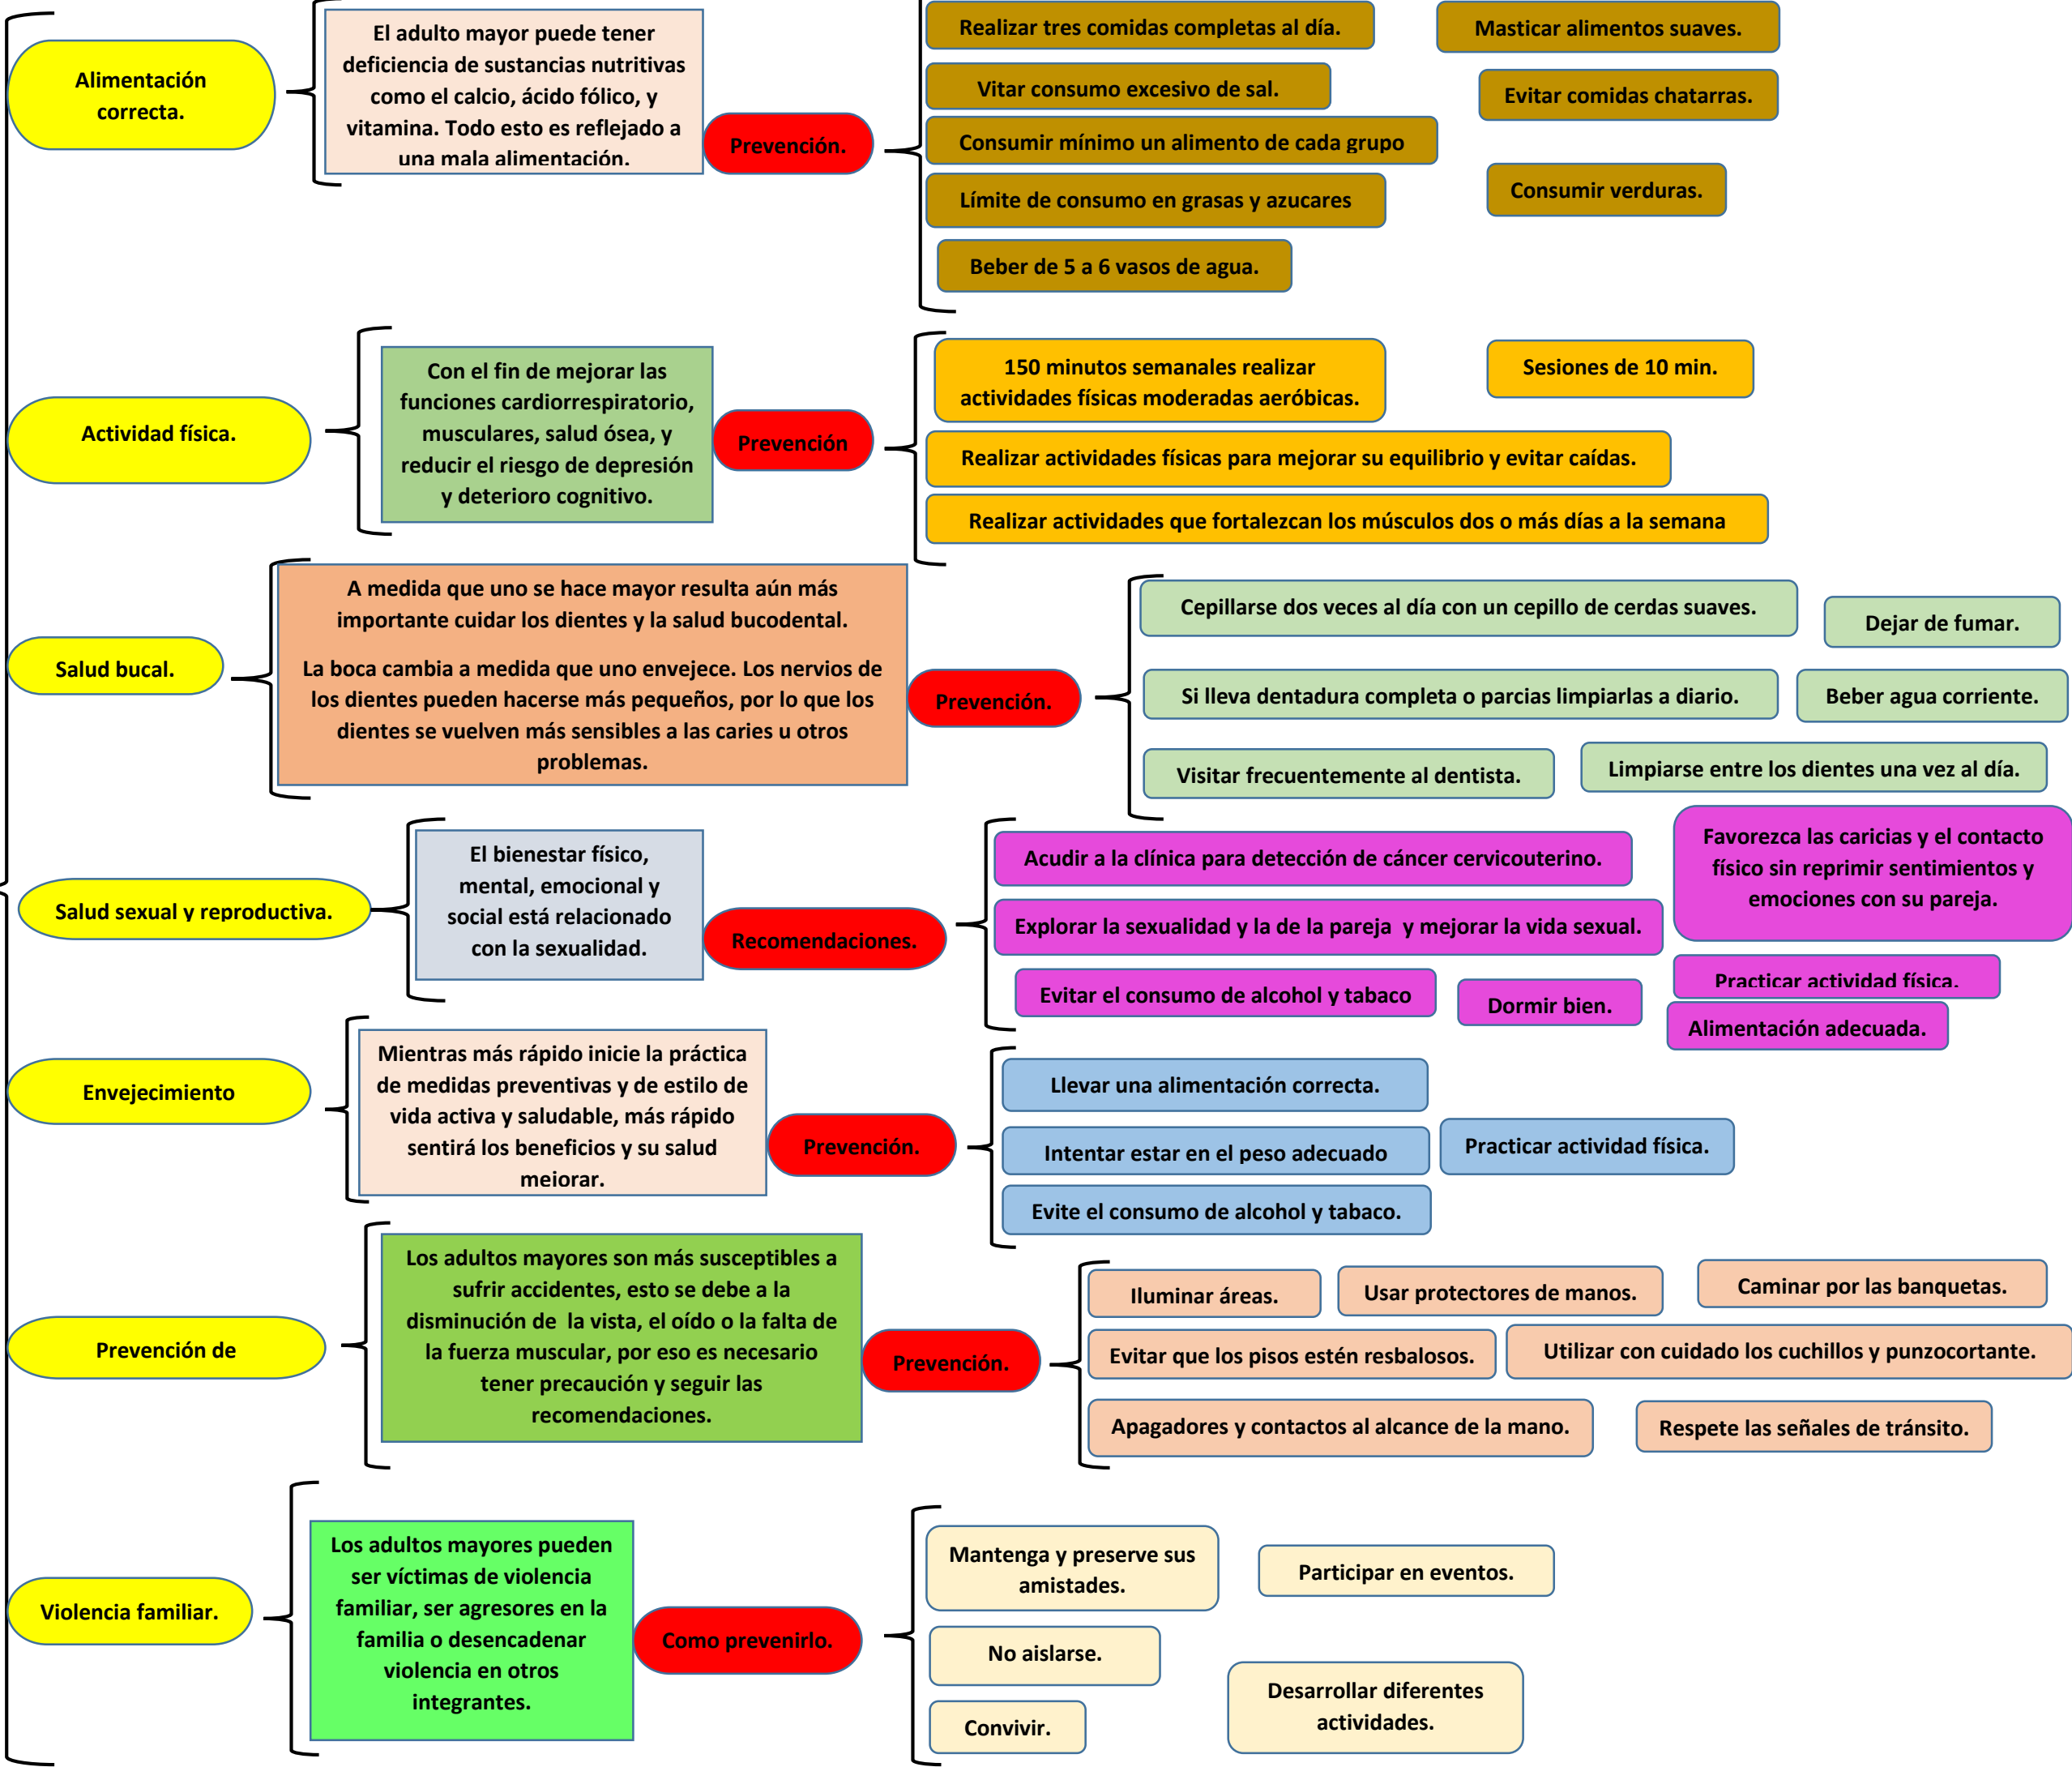 Alimentación
correcta.
El adulto mayor puede tener
deficiencia de sustancias nutritivas
como el calcio, ácido fólico, y
vitamina. Todo esto es reflejado a
una mala alimentación.
Prevención.
Realizar tres comidas completas al día.
Masticar alimentos suaves.
Vitar consumo excesivo de sal.
Evitar comidas chatarras.
Consumir mínimo un alimento de cada grupo
Límite de consumo en grasas y azucares
Consumir verduras.
Beber de 5 a 6 vasos de agua.
Actividad física.
Con el fin de mejorar las
funciones cardiorrespiratorio,
musculares, salud ósea, y
reducir el riesgo de depresión
y deterioro cognitivo.
Prevención
150 minutos semanales realizar
actividades físicas moderadas aeróbicas.
Sesiones de 10 min.
Realizar actividades físicas para mejorar su equilibrio y evitar caídas.
Realizar actividades que fortalezcan los músculos dos o más días a la semana
Salud bucal.
A medida que uno se hace mayor resulta aún más
importante cuidar los dientes y la salud bucodental.
La boca cambia a medida que uno envejece. Los nervios de
los dientes pueden hacerse más pequeños, por lo que los
dientes se vuelven más sensibles a las caries u otros
problemas.
Prevención.
Cepillarse dos veces al día con un cepillo de cerdas suaves.
Dejar de fumar.
Si lleva dentadura completa o parcias limpiarlas a diario.
Beber agua corriente.
Visitar frecuentemente al dentista.
Limpiarse entre los dientes una vez al día.
Salud sexual y reproductiva.
El bienestar físico,
mental, emocional y
social está relacionado
con la sexualidad.
Recomendaciones.
Acudir a la clínica para detección de cáncer cervicouterino.
Favorezca las caricias y el contacto
físico sin reprimir sentimientos y
emociones con su pareja.
Explorar la sexualidad y la de la pareja  y mejorar la vida sexual.
Evitar el consumo de alcohol y tabaco
Dormir bien.
Practicar actividad física.
Alimentación adecuada.
Envejecimiento
Mientras más rápido inicie la práctica
de medidas preventivas y de estilo de
vida activa y saludable, más rápido
sentirá los beneficios y su salud
mejorar.
Prevención.
Llevar una alimentación correcta.
Intentar estar en el peso adecuado
Practicar actividad física.
Evite el consumo de alcohol y tabaco.
Prevención de
Los adultos mayores son más susceptibles a
sufrir accidentes, esto se debe a la
disminución de  la vista, el oído o la falta de
la fuerza muscular, por eso es necesario
tener precaución y seguir las
recomendaciones.
Prevención.
Iluminar áreas.
Usar protectores de manos.
Caminar por las banquetas.
Evitar que los pisos estén resbalosos.
Utilizar con cuidado los cuchillos y punzocortante.
Apagadores y contactos al alcance de la mano.
Respete las señales de tránsito.
Violencia familiar.
Los adultos mayores pueden
ser víctimas de violencia
familiar, ser agresores en la
familia o desencadenar
violencia en otros
integrantes.
Como prevenirlo.
Mantenga y preserve sus
amistades.
Participar en eventos.
No aislarse.
Desarrollar diferentes
actividades.
Convivir.